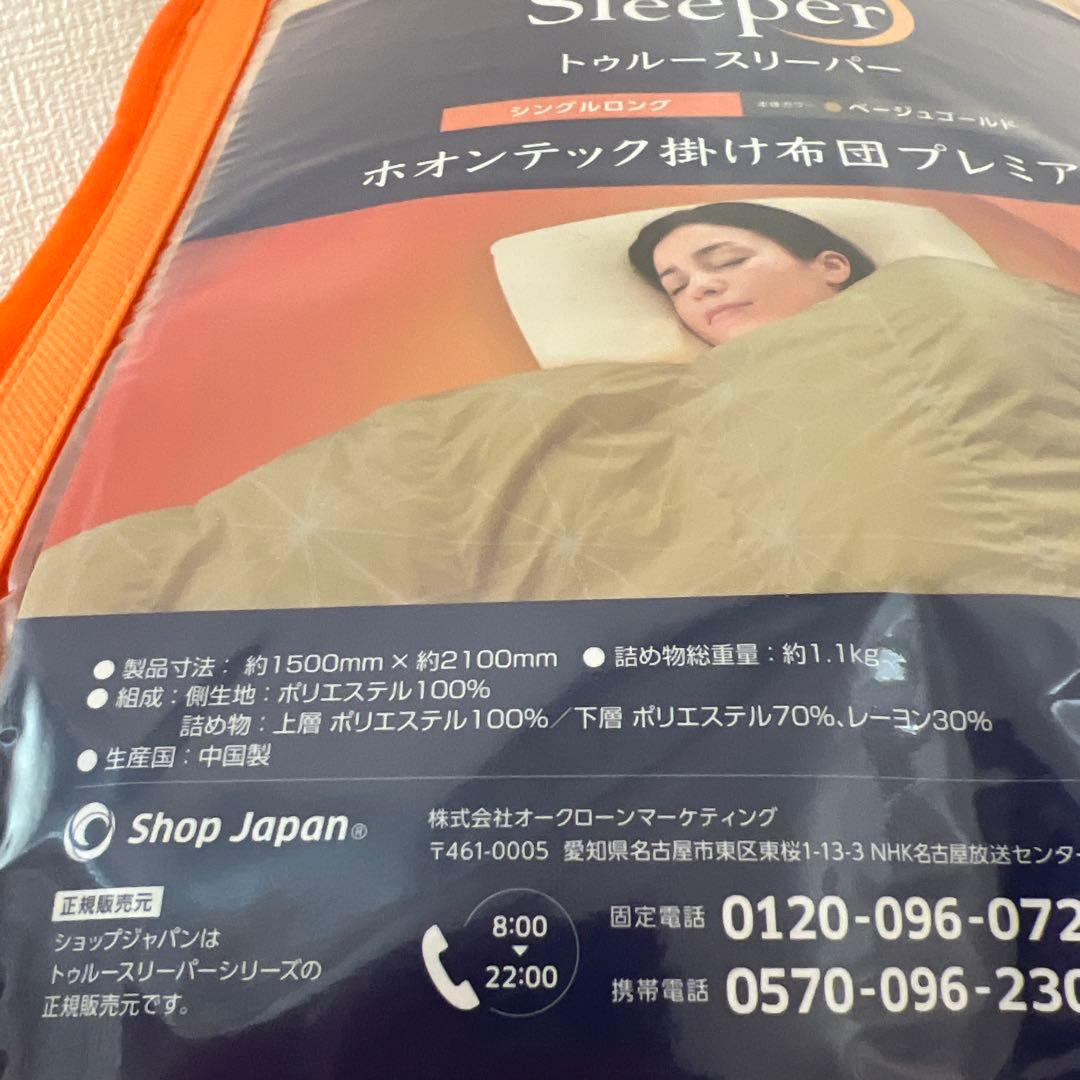 Sleeper
トゥルースリーパー
シングルロング 本体カラー ベージュゴールド
ホオンテック掛け布団プレミア
● 製品寸法：約1500mm×約2100mm ● 詰め物総重量：約1.1kg
● 組成：側生地：ポリエステル100%
詰め物：上層 ポリエステル100%／下層 ポリエステル70%、レーヨン30%
● 生産国：中国製
Shop Japan®
株式会社オークローンマーケティング
〒461-0005 愛知県名古屋市東区東桜1-13-3 NHK名古屋放送センター
正規販売元
ショップジャパンは
トゥルースリーパーシリーズの
正規販売元です。
8:00
22:00
固定電話 0120-096-072
携帯電話 0570-096-230